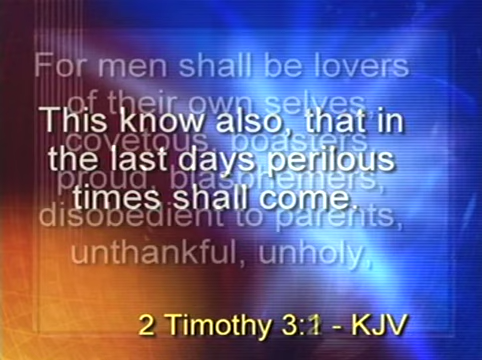 For men shall be lovers
of their own selves,
covetous, boasters,
proud, blasphemers,
disobedient to parents,
unthankful, unholy,
This know also, that in
the last days perilous
times shall come.
2 Timothy 3:1 - KJV